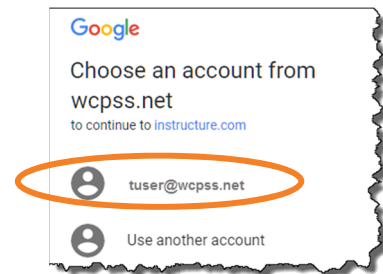 Google
Choose an account from
wcpss.net
to continue to instructure.com
tuser@wcpss.net
Use another account